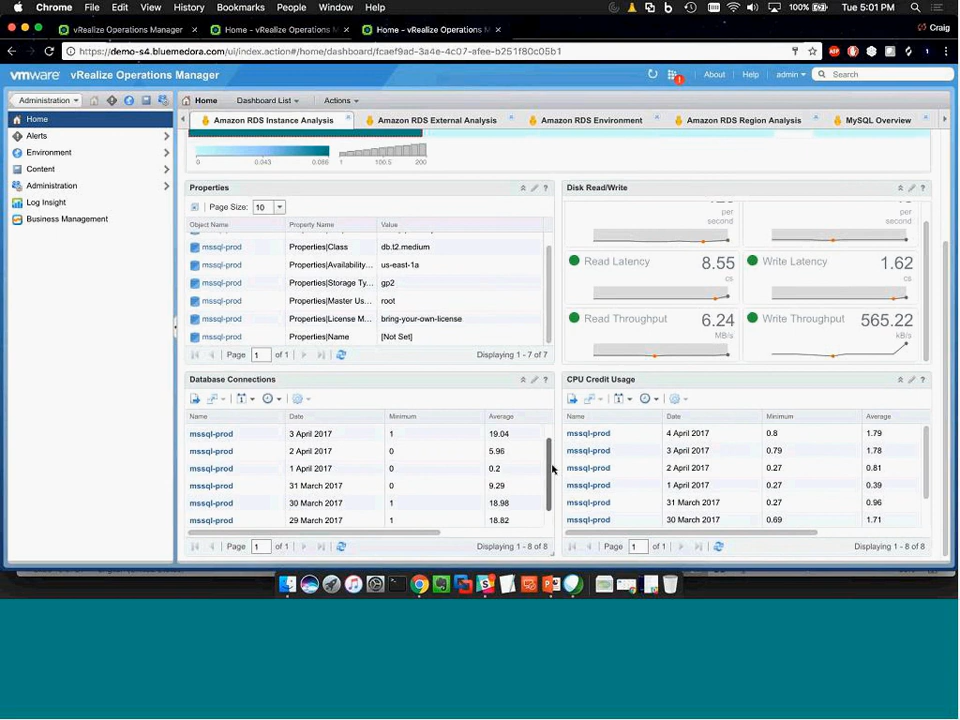 Chrome File Edit View History Bookmarks People Window Help 100% Tue 5:01 PM
vRealize Operations Manager × Home - vRealize Operations M × Home - vRealize Operations M × Craig
https://demo-s4.bluemedora.com/ui/index.action#/home/dashboard/fcaef9ad-3a4e-4c07-afee-b251f80c05b1
vmware vRealize Operations Manager About Help admin Search
Administration Home Dashboard List Actions
Home
Alerts
Environment
Content
Administration
Log Insight
Business Management
Amazon RDS Instance Analysis Amazon RDS External Analysis Amazon RDS Environment Amazon RDS Region Analysis MySQL Overview
0 0.043 0.086 1 100.5 200
Properties
Page Size: 10
Object Name Property Name Value
mssql-prod Properties|Class db.t2.medium
mssql-prod Properties|Availability... us-east-1a
mssql-prod Properties|Storage Ty... gp2
mssql-prod Properties|Master Us... root
mssql-prod Properties|License M... bring-your-own-license
mssql-prod Properties|Name [Not Set]
Page 1 of 1 Displaying 1 - 7 of 7
Disk Read/Write
per second per second
Read Latency 8.55 cs Write Latency 1.62 cs
Read Throughput 6.24 MB/s Write Throughput 565.22 kB/s
Database Connections
Name Date Minimum Average
mssql-prod 3 April 2017 1 19.04
mssql-prod 2 April 2017 0 5.96
mssql-prod 1 April 2017 0 0.2
mssql-prod 31 March 2017 0 9.29
mssql-prod 30 March 2017 1 18.98
mssql-prod 29 March 2017 1 18.82
Page 1 of 1 Displaying 1 - 8 of 8
CPU Credit Usage
Name Date Minimum Average
mssql-prod 4 April 2017 0.8 1.79
mssql-prod 3 April 2017 0.79 1.78
mssql-prod 2 April 2017 0.27 0.81
mssql-prod 1 April 2017 0.27 0.39
mssql-prod 31 March 2017 0.27 0.96
mssql-prod 30 March 2017 0.69 1.71
Page 1 of 1 Displaying 1 - 8 of 8